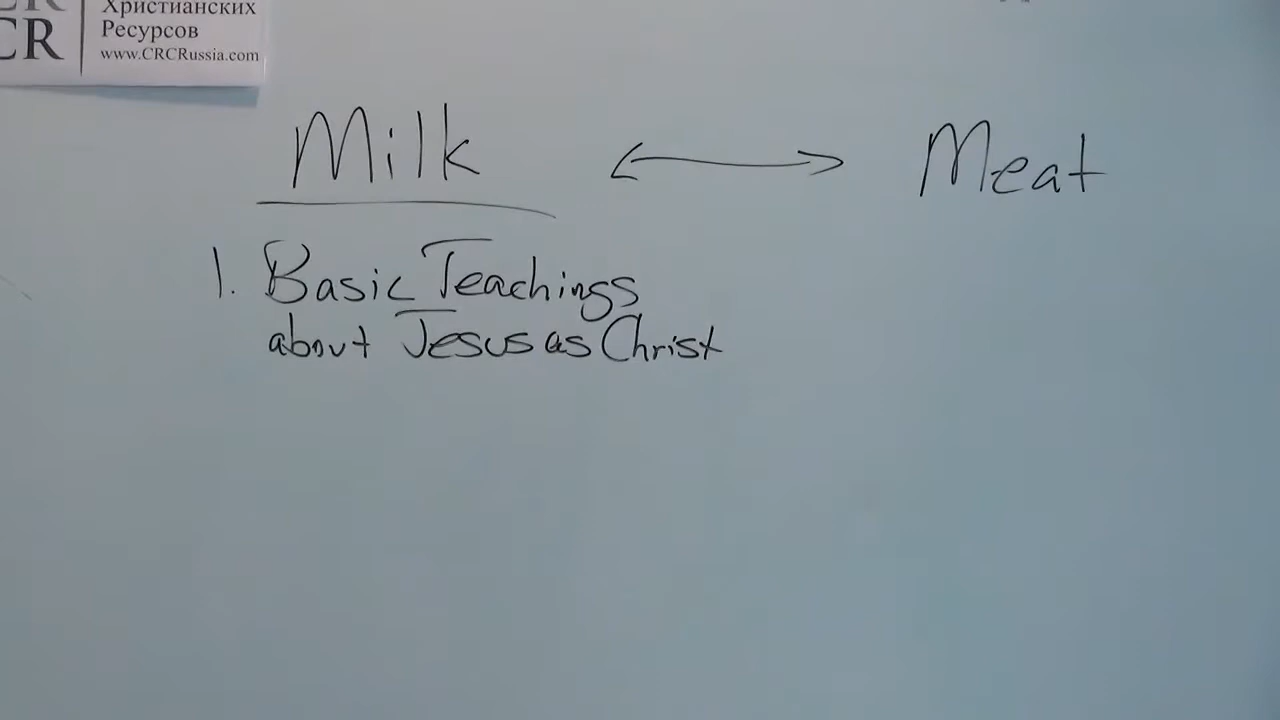 Христианских
CR Ресурсов
www.CRCRussia.com
Milk ←→ Meat
1. Basic Teachings
about Jesus as Christ